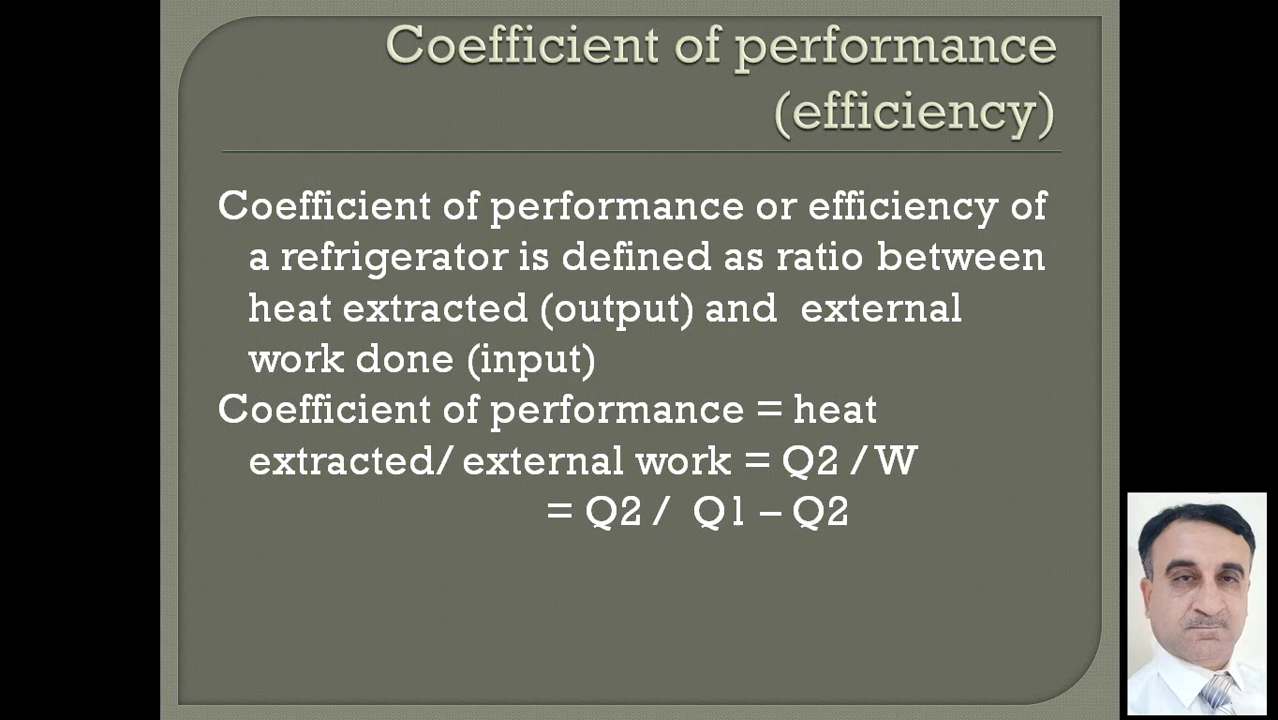 Coefficient of performance
(efficiency)
Coefficient of performance or efficiency of
a refrigerator is defined as ratio between
heat extracted (output) and  external
work done (input)
Coefficient of performance = heat
extracted/ external work = Q2 / W
= Q2 /  Q1 – Q2